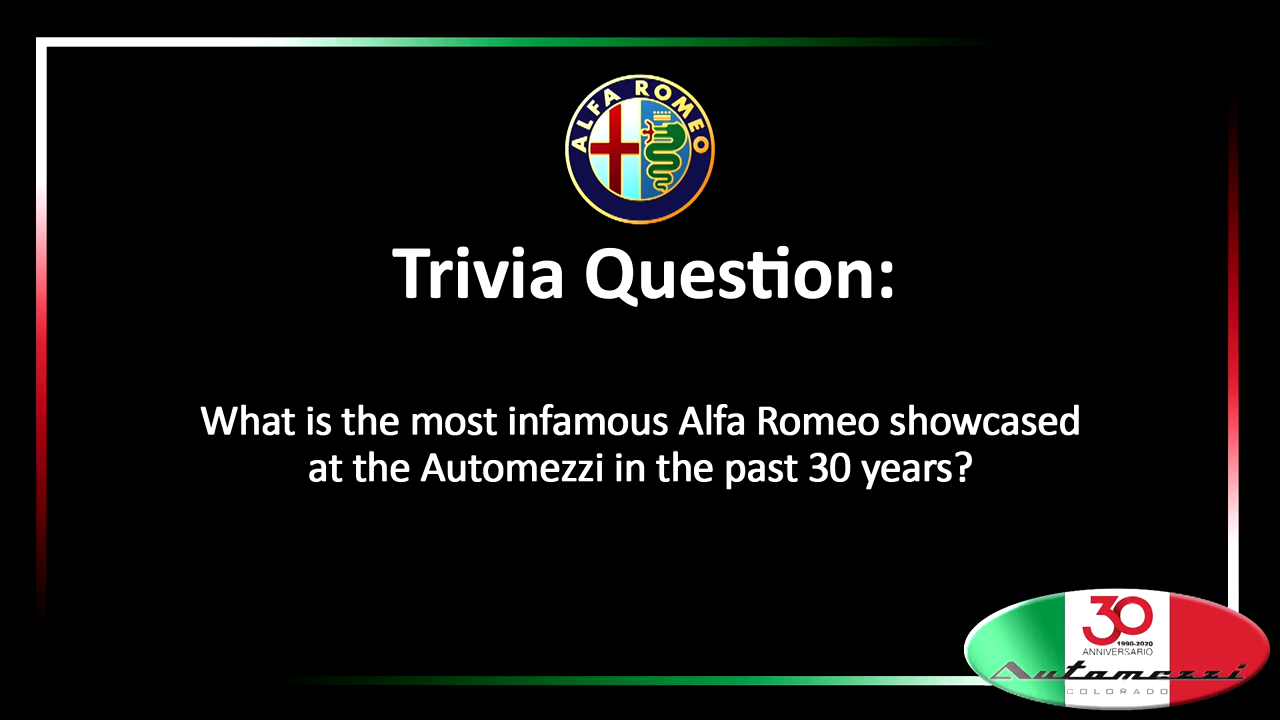 ALFA ROMEO
Trivia Question:
What is the most infamous Alfa Romeo showcased
at the Automezzi in the past 30 years?
30
1990-2020
ANNIVERSARIO
Automezzi
COLORADO